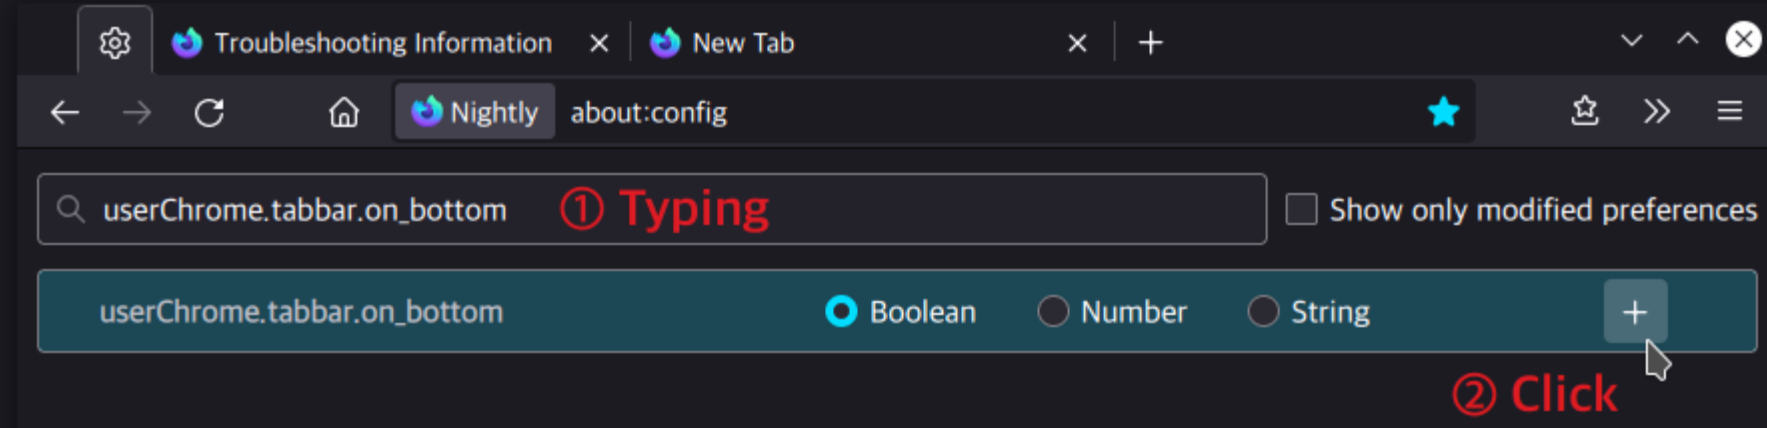 Troubleshooting Information New Tab
Nightly about:config
userChrome.tabbar.on_bottom ① Typing Show only modified preferences
userChrome.tabbar.on_bottom Boolean Number String
② Click